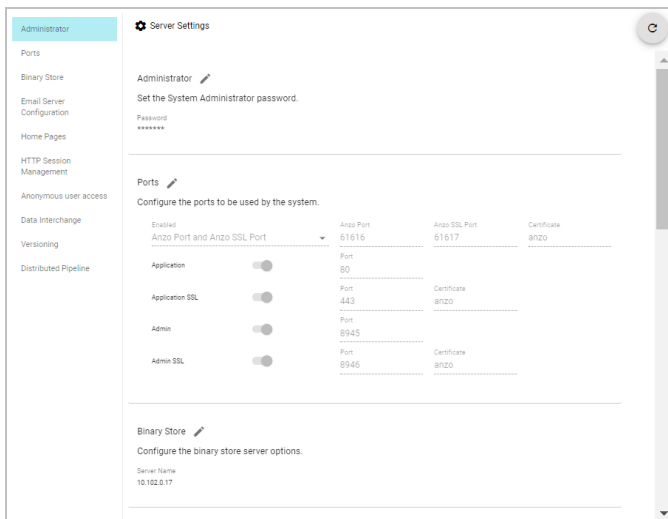 Administrator
Ports
Binary Store
Email Server
Configuration
Home Pages
HTTP Session
Management
Anonymous user access
Data Interchange
Versioning
Distributed Pipeline
Server Settings
Administrator
Set the System Administrator password.
Password
*******
Ports
Configure the ports to be used by the system.
Enabled Anzo Port Anzo SSL Port Certificate
Anzo Port and Anzo SSL Port 61616 61617 anzo
Port
Application 80
Port Certificate
Application SSL 443 anzo
Port
Admin 8945
Port Certificate
Admin SSL 8946 anzo
Binary Store
Configure the binary store server options.
Server Name
10.102.0.17